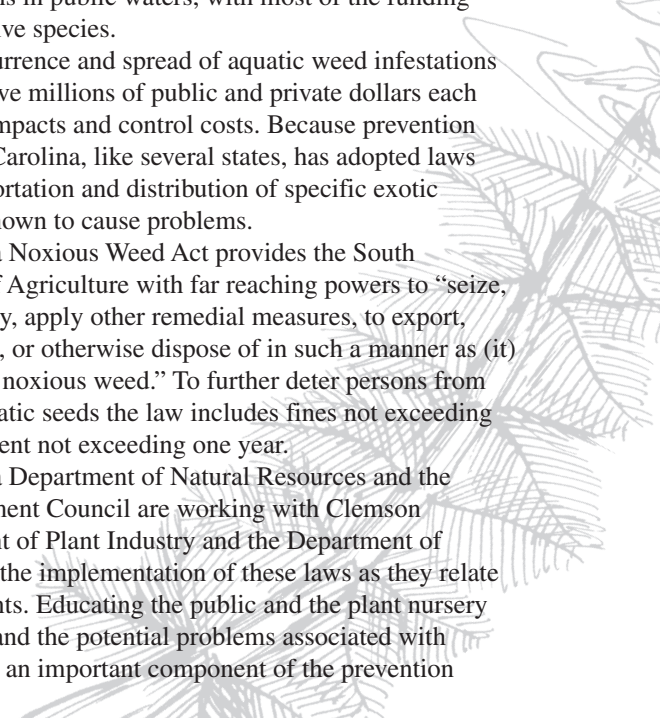 ns in public waters, with most of the funding
ive species.
urrence and spread of aquatic weed infestations
ve millions of public and private dollars each
mpacts and control costs. Because prevention
Carolina, like several states, has adopted laws
ortation and distribution of specific exotic
nown to cause problems.
a Noxious Weed Act provides the South
f Agriculture with far reaching powers to “seize,
y, apply other remedial measures, to export,
, or otherwise dispose of in such a manner as (it)
noxious weed.” To further deter persons from
atic seeds the law includes fines not exceeding
ent not exceeding one year.
a Department of Natural Resources and the
ment Council are working with Clemson
nt of Plant Industry and the Department of
the implementation of these laws as they relate
nts. Educating the public and the plant nursery
and the potential problems associated with
an important component of the prevention